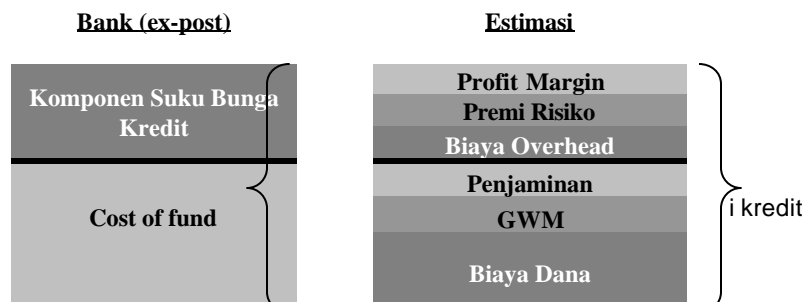 Bank (ex-post)
Estimasi
Komponen Suku Bunga
Kredit
Cost of fund
Profit Margin
Premi Risiko
Biaya Overhead
Penjaminan
GWM
Biaya Dana
i kredit